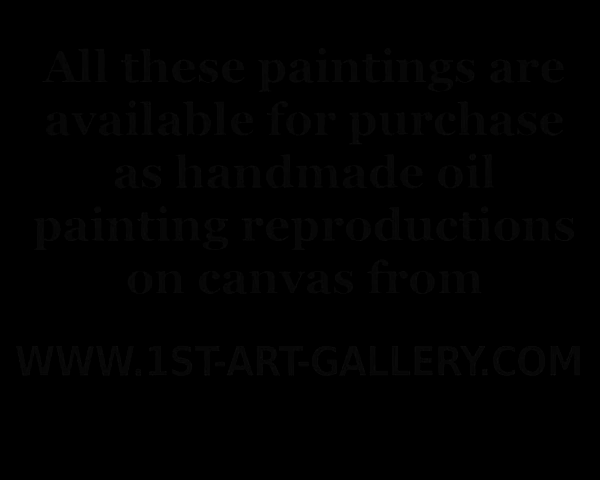 All these paintings are
available for purchase
as handmade oil
painting reproductions
on canvas from
WWW.1ST-ART-GALLERY.COM